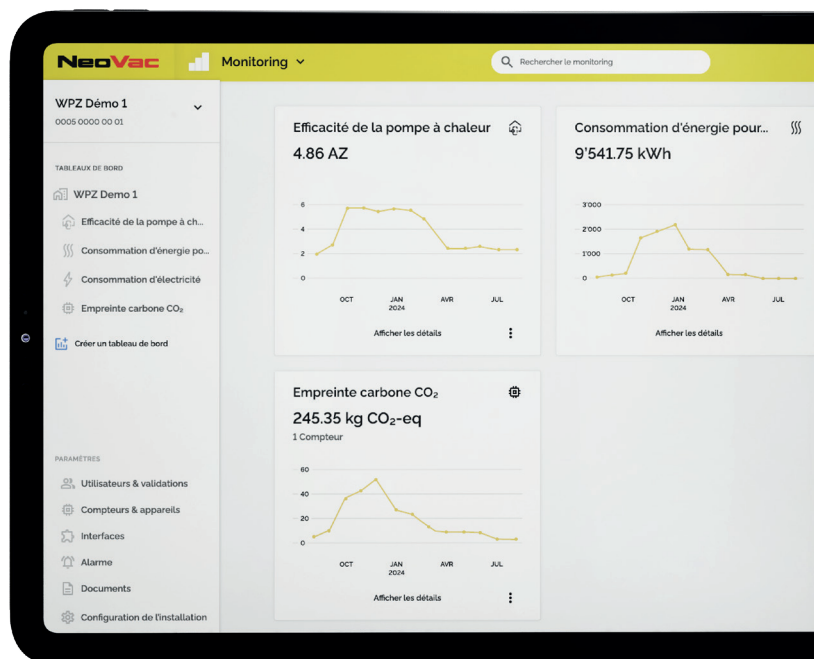 NeoVac
Monitoring
Rechercher le monitoring
WPZ Démo 1
0005 0000 00 01
TABLEAUX DE BORD
WPZ Demo 1
Efficacité de la pompe à ch...
Consommation d'énergie po...
Consommation d'électricité
Empreinte carbone CO₂
Créer un tableau de bord
PARAMÈTRES
Utilisateurs & validations
Compteurs & appareils
Interfaces
Alarme
Documents
Configuration de l'installation
Efficacité de la pompe à chaleur
4.86 AZ
6
4
2
0
OCT JAN AVR JUL
2024
Afficher les détails
Consommation d'énergie pour...
9'541.75 kWh
3'000
2'000
1'000
0
OCT JAN AVR JUL
2024
Afficher les détails
Empreinte carbone CO₂
245.35 kg CO₂-eq
1 Compteur
60
40
20
0
OCT JAN AVR JUL
2024
Afficher les détails